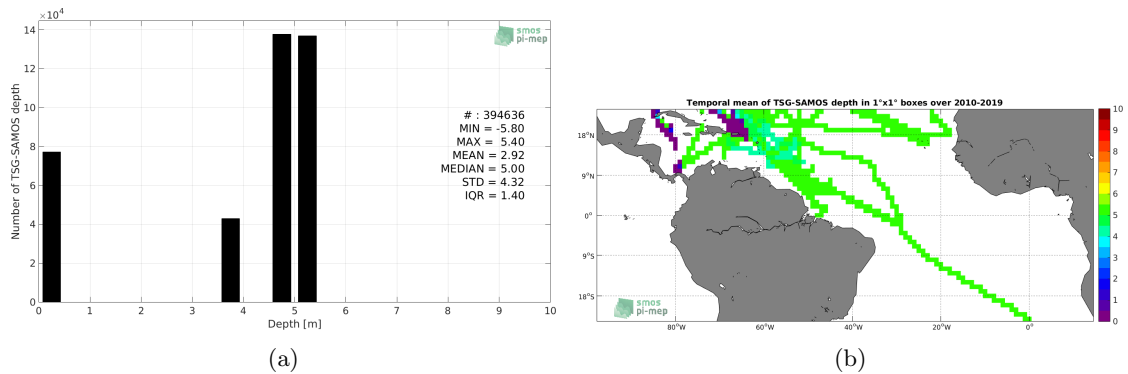 ×10⁴
14
12
10
8
6
4
2
0
Number of TSG-SAMOS depth
smos
pi-mep
# : 394636
MIN = -5.80
MAX = 5.40
MEAN = 2.92
MEDIAN = 5.00
STD = 4.32
IQR = 1.40
0 1 2 3 4 5 6 7 8 9 10
Depth [m]
(a)
Temporal mean of TSG-SAMOS depth in 1°x1° boxes over 2010-2019
18°N
9°N
0°
9°S
18°S
smos
pi-mep
80°W 60°W 40°W 20°W 0°
10
9
8
7
6
5
4
3
2
1
0
(b)